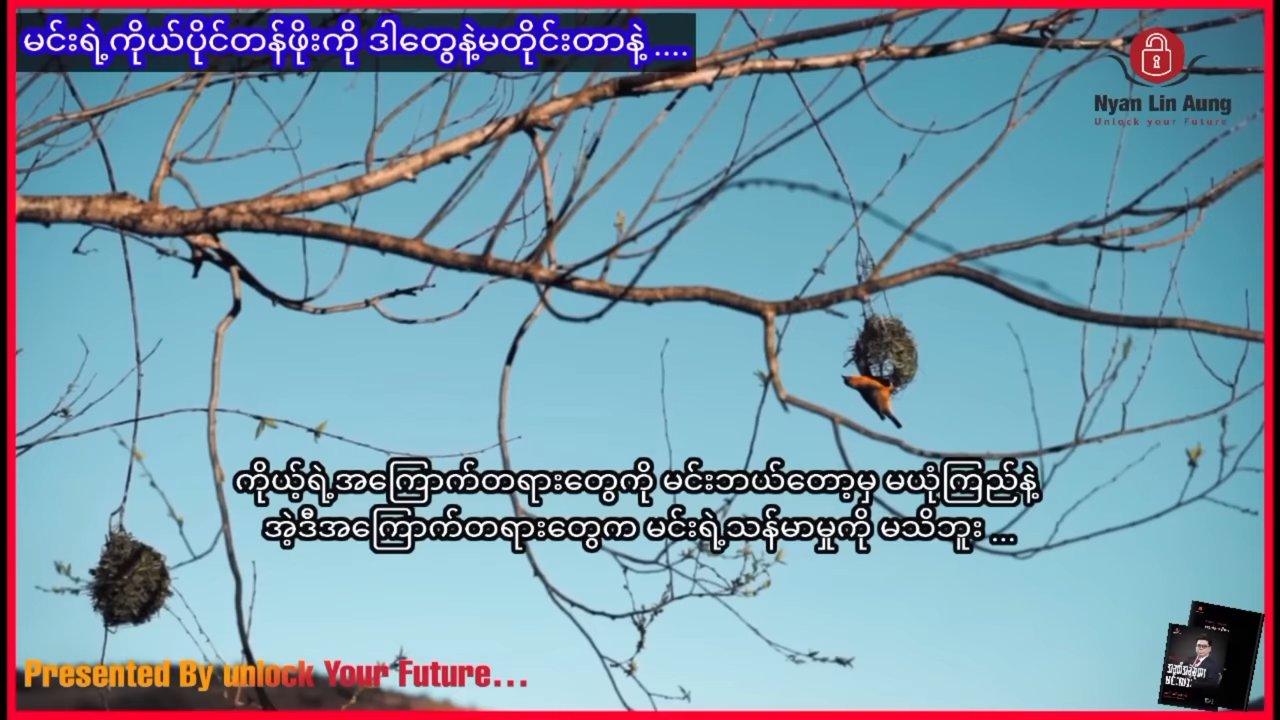 မင်းရဲ့ကိုယ်ပိုင်တန်ဖိုးကို ဒါတွေနဲ့မတိုင်းတာနဲ့ ....
Nyan Lin Aung
Unlock your Future
ကိုယ့်ရဲ့အကြောက်တရားတွေကို မင်းဘယ်တော့မှ မယုံကြည်နဲ့
အဲ့ဒီအကြောက်တရားတွေက မင်းရဲ့သန်မာမှုကို မသိဘူး ...
Presented By unlock Your Future...